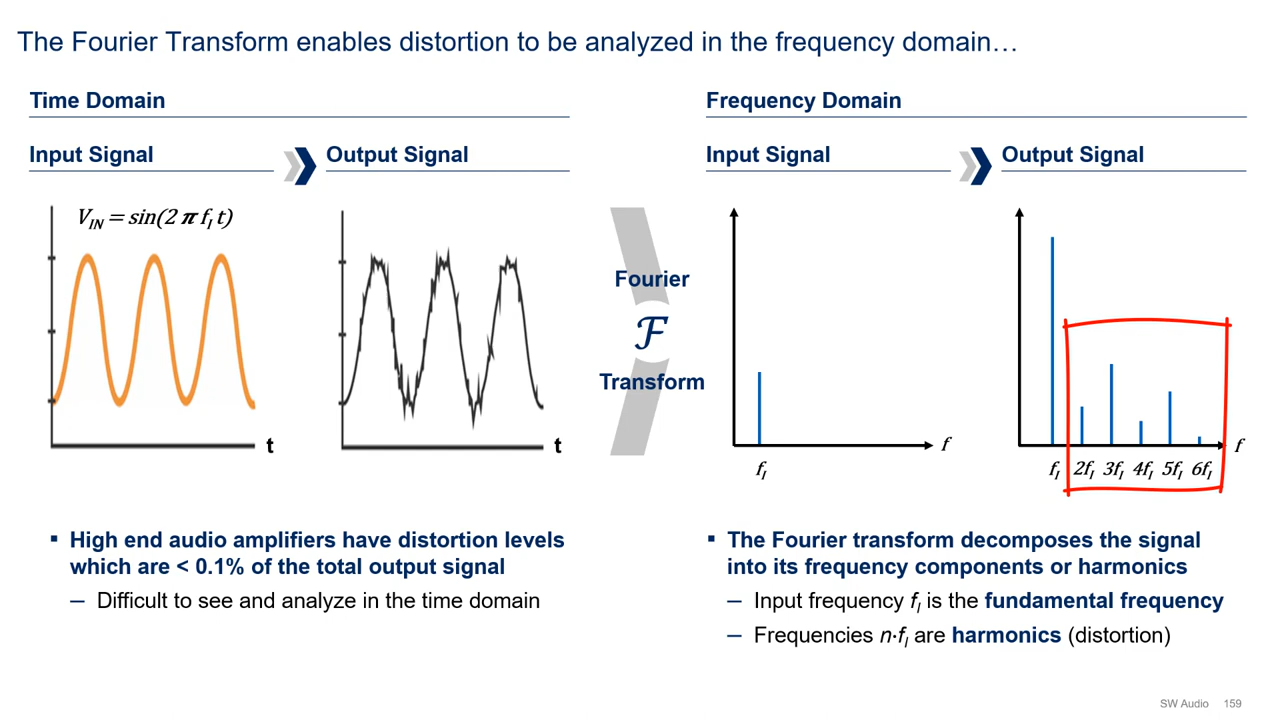 The Fourier Transform enables distortion to be analyzed in the frequency domain…
Time Domain
Input Signal
Output Signal
V_IN = sin(2 π f_I t)
t
t
Fourier
ℱ
Transform
Frequency Domain
Input Signal
Output Signal
f
f_I
f
f_I 2f_I 3f_I 4f_I 5f_I 6f_I
▪ High end audio amplifiers have distortion levels
which are < 0.1% of the total output signal
– Difficult to see and analyze in the time domain
▪ The Fourier transform decomposes the signal
into its frequency components or harmonics
– Input frequency f_I is the fundamental frequency
– Frequencies n·f_I are harmonics (distortion)
SW Audio 159